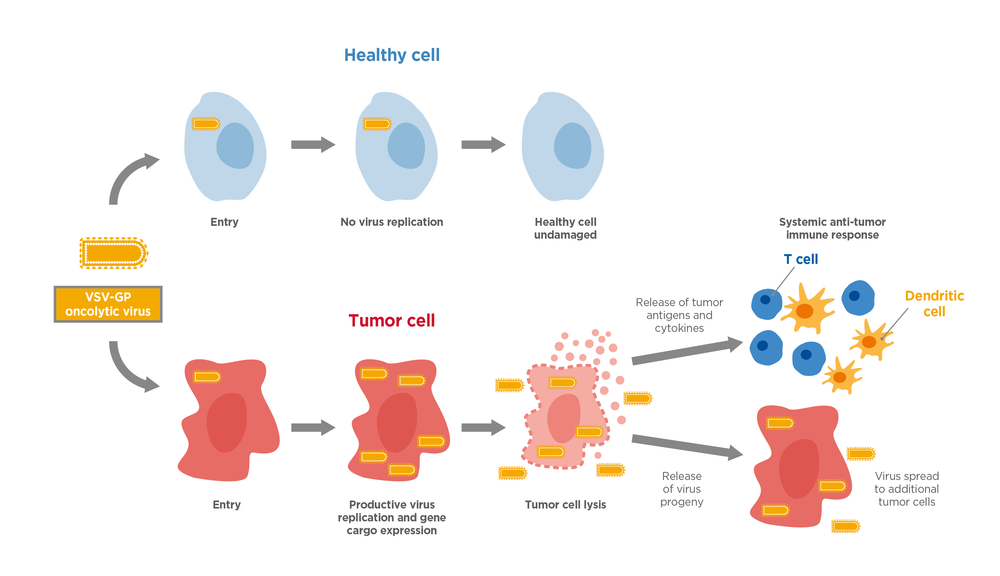 Healthy cell
Entry
No virus replication
Healthy cell
undamaged
VSV-GP
oncolytic virus
Tumor cell
Entry
Productive virus
replication and gene
cargo expression
Tumor cell lysis
Release of tumor
antigens and
cytokines
Systemic anti-tumor
immune response
T cell
Dendritic
cell
Release
of virus
progeny
Virus spread
to additional
tumor cells